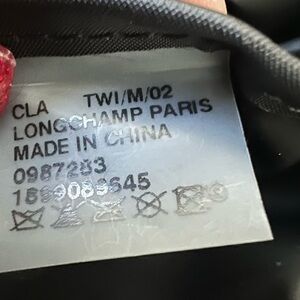 CLA TWI/M/02
LONGCHAMP PARIS
MADE IN CHINA
0987283